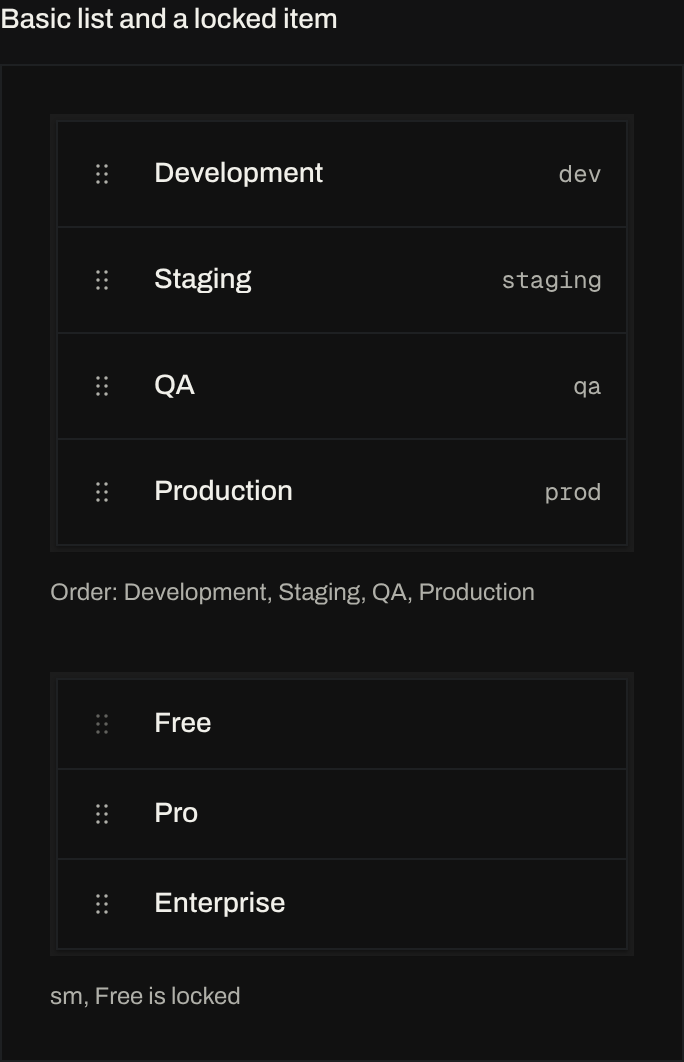 Basic list and a locked item
Development dev
Staging staging
QA qa
Production prod
Order: Development, Staging, QA, Production
Free
Pro
Enterprise
sm, Free is locked